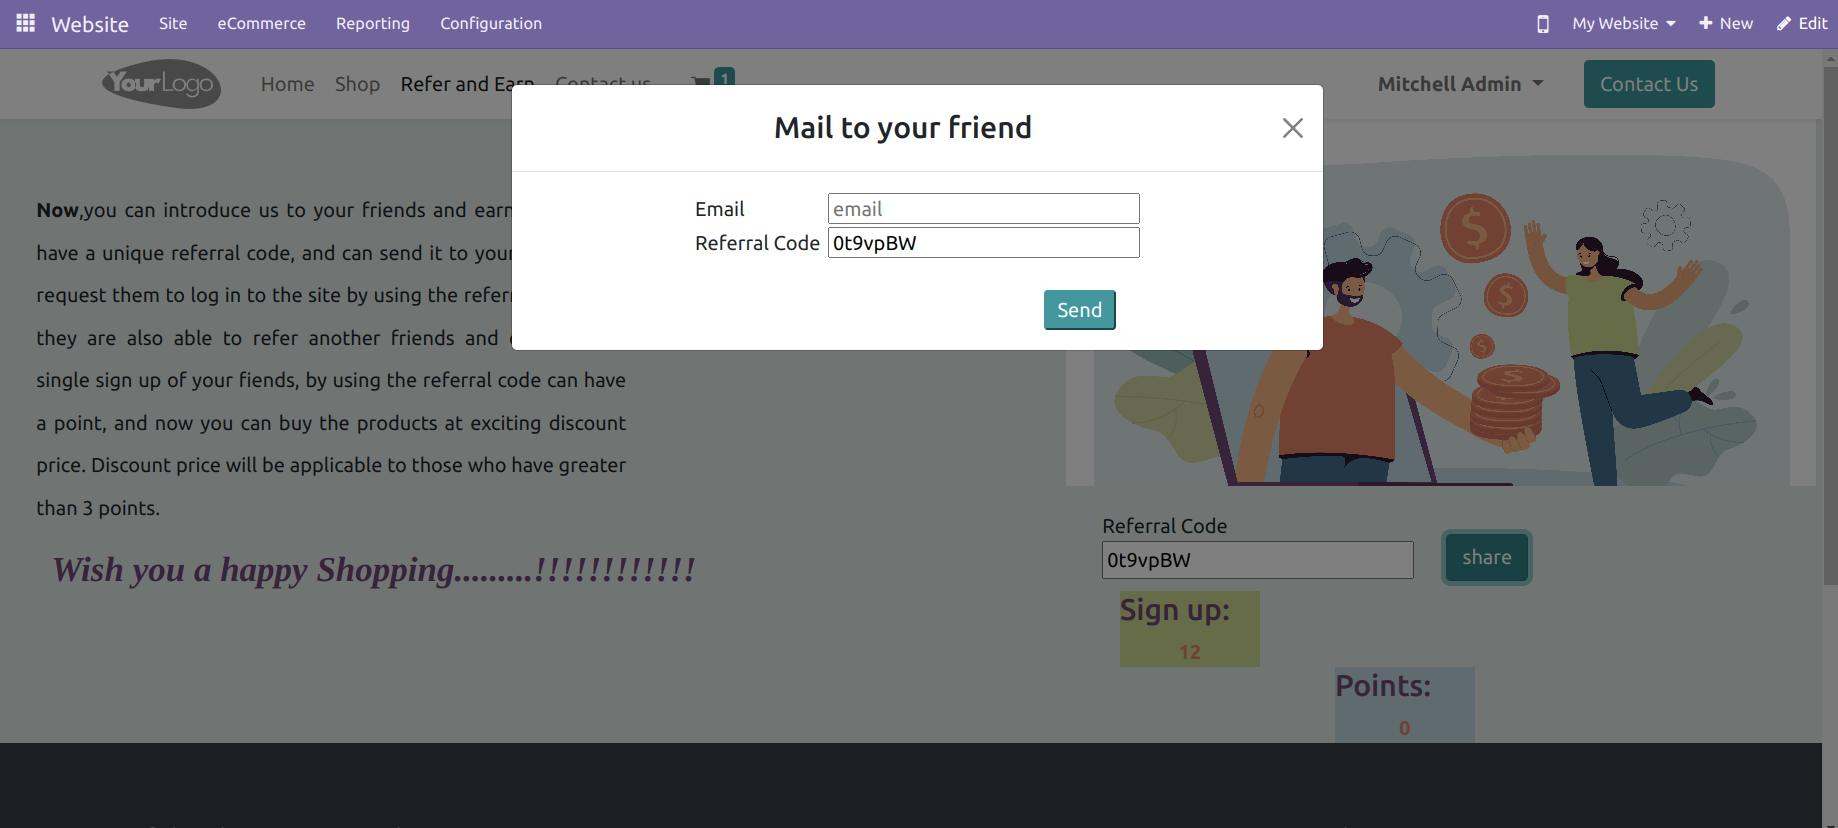 Website Site eCommerce Reporting Configuration My Website New Edit
YourLogo Home Shop Refer and Earn Contact us 1 Mitchell Admin Contact Us
Mail to your friend
Email email
Referral Code 0t9vpBW
Send
Now,you can introduce us to your friends and earn
have a unique referral code, and can send it to your
request them to log in to the site by using the
they are also able to refer another friends and
single sign up of your fiends, by using the referral code can have
a point, and now you can buy the products at exciting discount
price. Discount price will be applicable to those who have greater
than 3 points.
Wish you a happy Shopping.........!!!!!!!!!!!!
Referral Code
0t9vpBW share
Sign up:
12
Points:
0